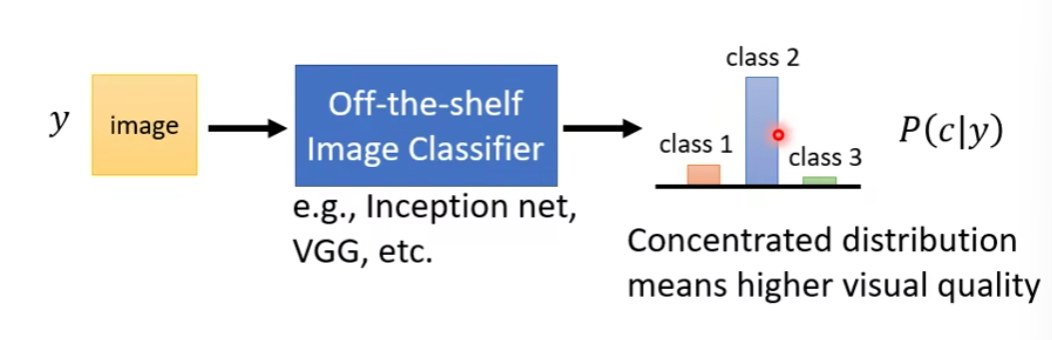 y
image
Off-the-shelf
Image Classifier
e.g., Inception net,
VGG, etc.
class 2
class 1
class 3
P(c|y)
Concentrated distribution
means higher visual quality